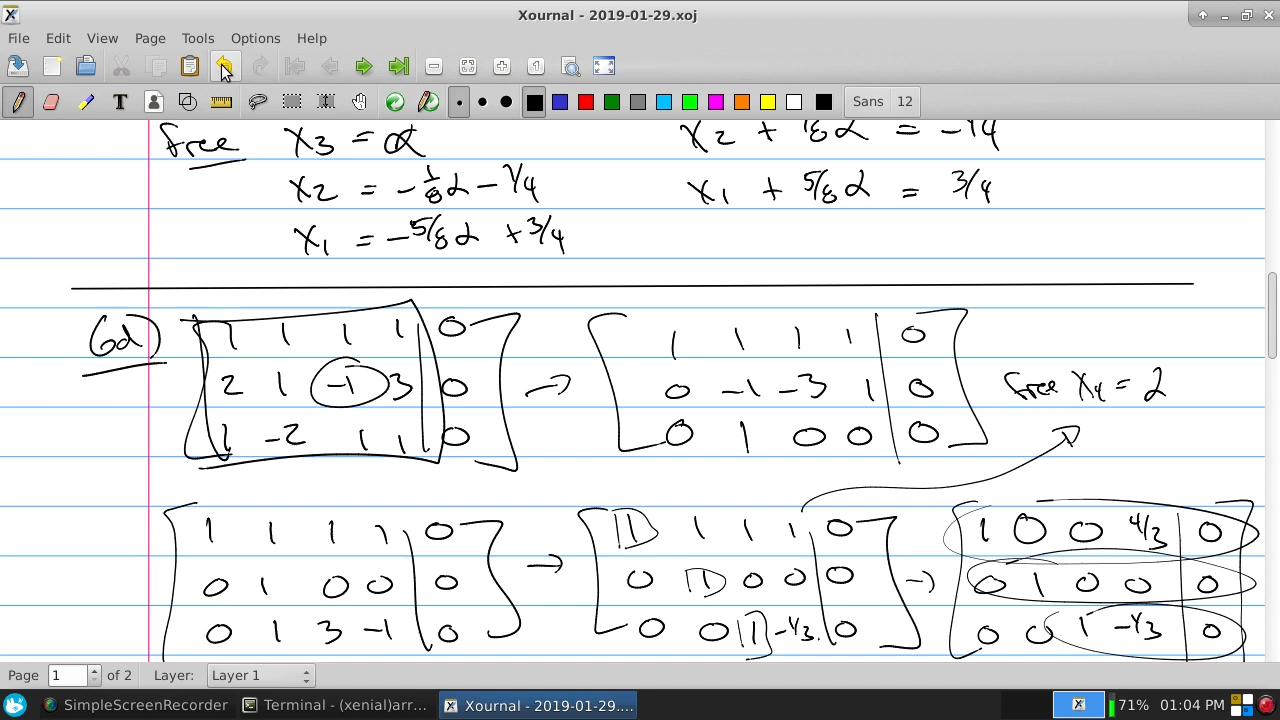 Xournal - 2019-01-29.xoj
File Edit View Page Tools Options Help
Sans 12
Free x3 = α x2 + 1/8 α = -1/4
x2 = -1/8 α - 1/4 x1 + 5/8 α = 3/4
x1 = -5/8 α + 3/4
6d) 1 1 1 1 0 → 1 1 1 1 0
2 1 -1 3 0 0 -1 -3 1 0 free x4 = α
1 -2 1 1 0 0 1 0 0 0
1 1 1 1 0 → 1 1 1 1 0 → 1 0 0 4/3 0
0 1 0 0 0 0 1 0 0 0 0 1 0 0 0
0 1 3 -1 0 0 0 1 -1/3 0 0 0 1 -1/3 0
Page 1 of 2 Layer: Layer 1
SimpleScreenRecorder Terminal - (xenial)arr... Xournal - 2019-01-29.... 71% 01:04 PM